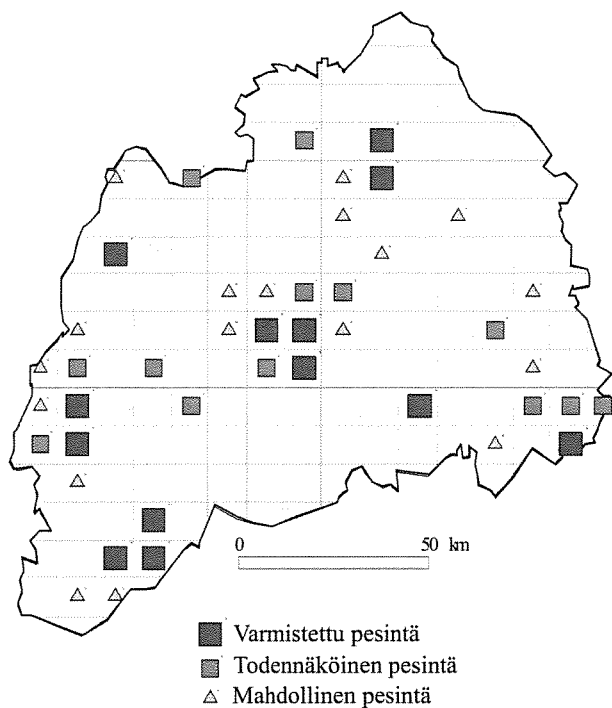 0 50 km
Varmistettu pesintä
Todennäköinen pesintä
Mahdollinen pesintä